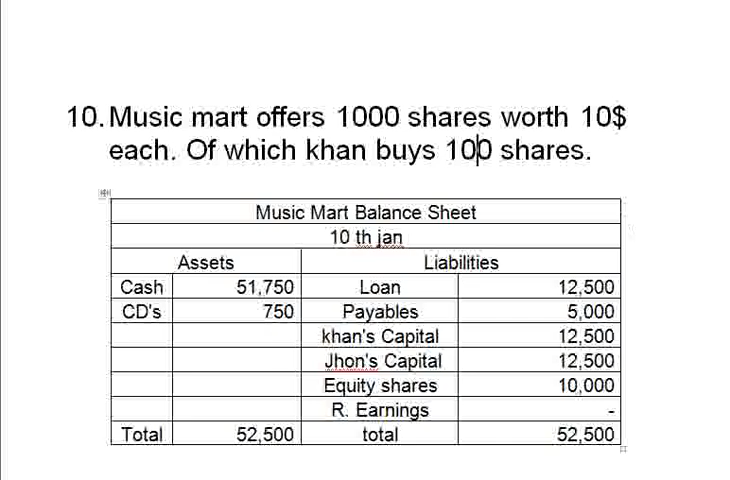 10. Music mart offers 1000 shares worth 10$
each. Of which khan buys 100 shares.
Music Mart Balance Sheet
10 th jan
Assets Liabilities
Cash 51,750 Loan 12,500
CD's 750 Payables 5,000
khan's Capital 12,500
Jhon's Capital 12,500
Equity shares 10,000
R. Earnings -
Total 52,500 total 52,500